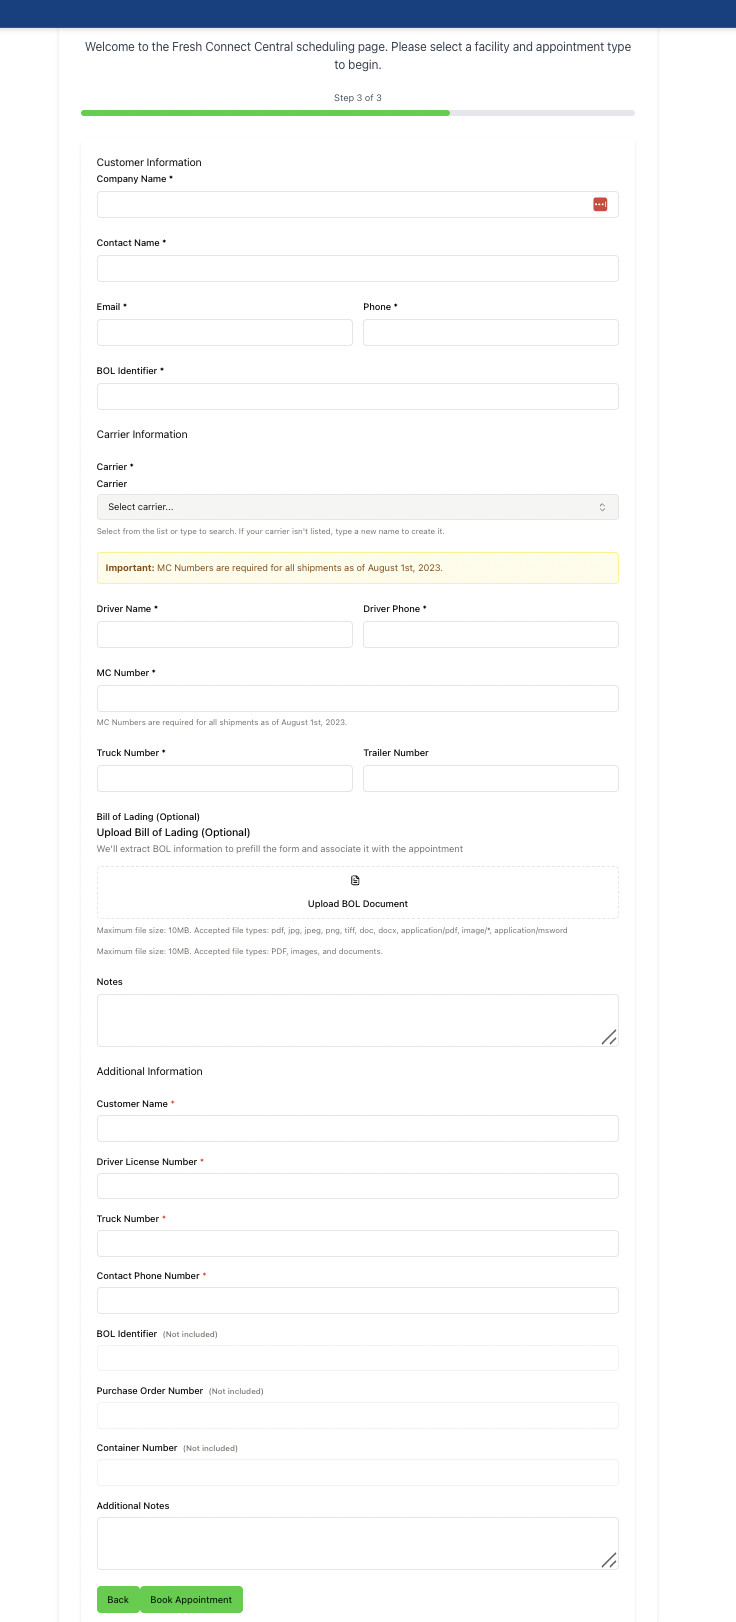 Welcome to the Fresh Connect Central scheduling page. Please select a facility and appointment type
to begin.
Step 3 of 3
Customer Information
Company Name *
Contact Name *
Email *
Phone *
BOL Identifier *
Carrier Information
Carrier *
Carrier
Select carrier...
Select from the list or type to search. If your carrier isn't listed, type a new name to create it.
Important: MC Numbers are required for all shipments as of August 1st, 2023.
Driver Name *
Driver Phone *
MC Number *
MC Numbers are required for all shipments as of August 1st, 2023.
Truck Number *
Trailer Number
Bill of Lading (Optional)
Upload Bill of Lading (Optional)
We'll extract BOL information to prefill the form and associate it with the appointment
Upload BOL Document
Maximum file size: 10MB. Accepted file types: pdf, jpg, jpeg, png, tiff, doc, docx, application/pdf, image/*, application/msword
Maximum file size: 10MB. Accepted file types: PDF, images, and documents.
Notes
Additional Information
Customer Name *
Driver License Number *
Truck Number *
Contact Phone Number *
BOL Identifier (Not included)
Purchase Order Number (Not included)
Container Number (Not included)
Additional Notes
Back
Book Appointment